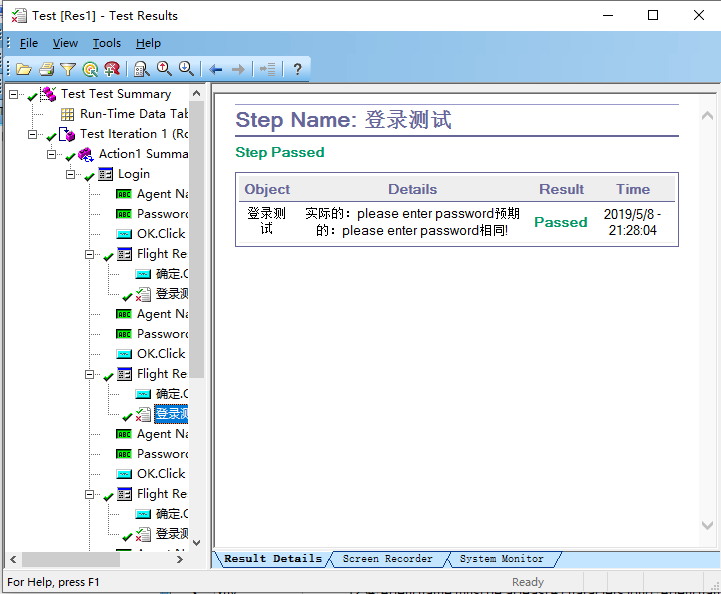 Test [Res1] - Test Results
File View Tools Help
Test Test Summary
Run-Time Data Tab
Test Iteration 1 (Ro
Action1 Summa
Login
Agent Na
Password
OK.Click
Flight Re
确定.C
登录测
Agent Na
Password
OK.Click
Flight Re
确定.C
登录测
Agent Na
Password
OK.Click
Flight Re
确定.C
登录测
Step Name: 登录测试
Step Passed
Object Details Result Time
登录测试 实际的：please enter password预期 Passed 2019/5/8 -
的：please enter password相同! 21:28:04
Result Details Screen Recorder System Monitor
For Help, press F1 Ready